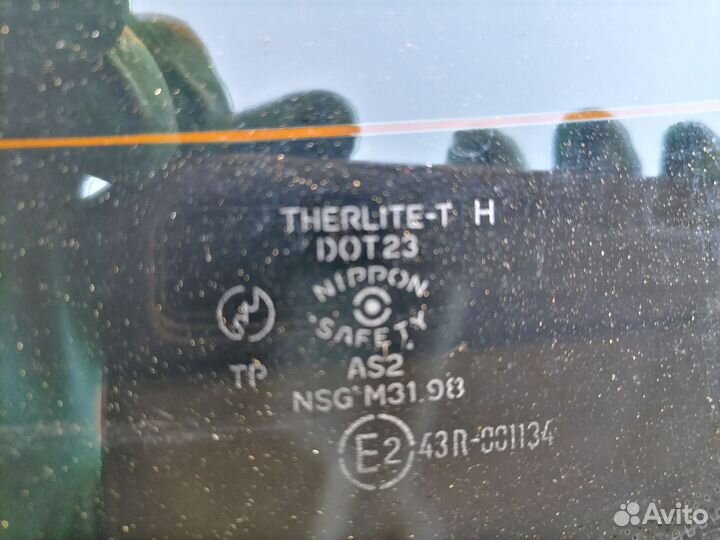 THERLITE-T H
DOT23
NIPPON
SAFETY
TP
AS2
NSG M31.98
E2 43R-001134
Avito